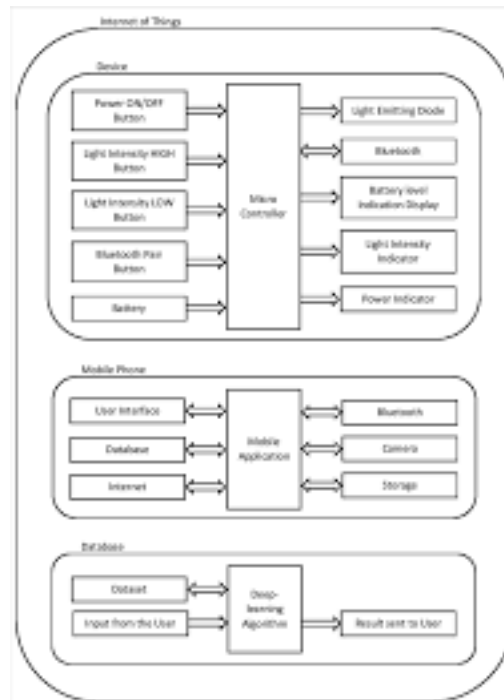 Internet of Things
Device
Power ON/OFF
Button
Light Intensity HIGH
Button
Light Intensity LOW
Button
Bluetooth Pair
Button
Battery
Micro
Controller
Light Emitting Diode
Bluetooth
Battery level
Indication Display
Light Intensity
Indicator
Power Indicator
Mobile Phone
User Interface
Database
Internet
Mobile
Application
Bluetooth
Camera
Storage
Database
Dataset
Input from the User
Deep-
learning
Algorithm
Result sent to User